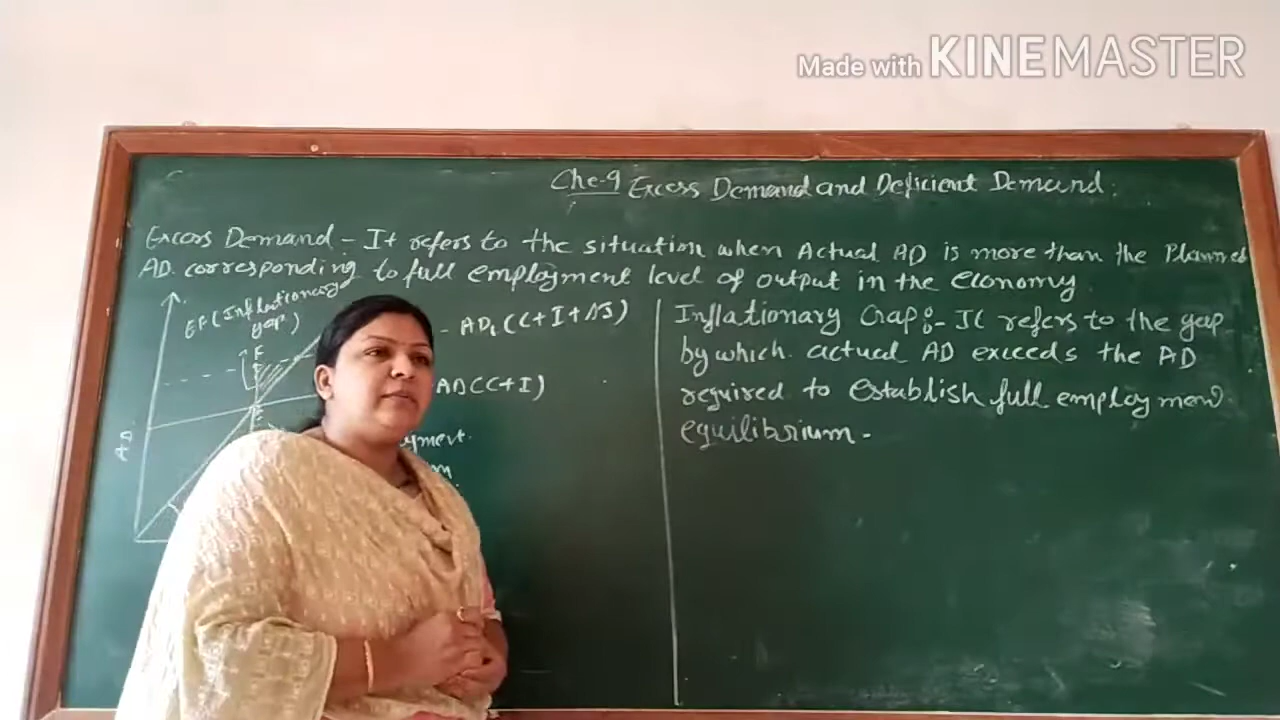 Made with KINEMASTER
Che-9 Excess Demand and Deficient Demand
Excess Demand - It refers to the situation when Actual AD is more than the Planned
AD. corresponding to full employment level of output in the economy
EF (Inflationary
gap)
F
E
AD
AD₁ (C+I+ΔI)
AD (C+I)
yment
m
Inflationary Gap :- It refers to the gap
by which actual AD exceeds the AD
required to establish full employment
equilibrium -